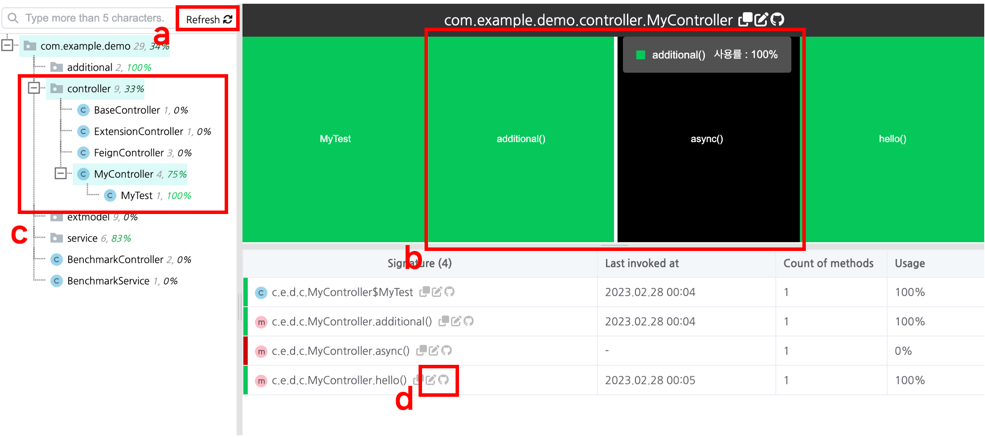 Type more than 5 characters.
Refresh
a
com.example.demo 29, 34%
additional 2, 100%
controller 9, 33%
BaseController 1, 0%
ExtensionController 1, 0%
FeignController 3, 0%
MyController 4, 75%
MyTest 1, 100%
extmodel 9, 0%
c
service 6, 83%
BenchmarkController 2, 0%
BenchmarkService 1, 0%
com.example.demo.controller.MyController
additional() 사용률 : 100%
MyTest
additional()
async()
hello()
b
Signature (4) Last invoked at Count of methods Usage
c c.e.d.c.MyController$MyTest 2023.02.28 00:04 1 100%
m c.e.d.c.MyController.additional() 2023.02.28 00:04 1 100%
m c.e.d.c.MyController.async() - 1 0%
m c.e.d.c.MyController.hello() 2023.02.28 00:05 1 100%
d